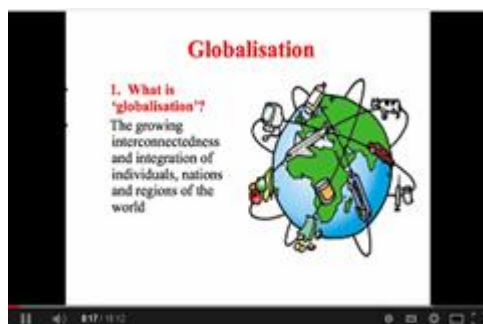 Globalisation
1. What is
'globalisation'?
The growing
interconnectedness
and integration of
individuals, nations
and regions of the
world